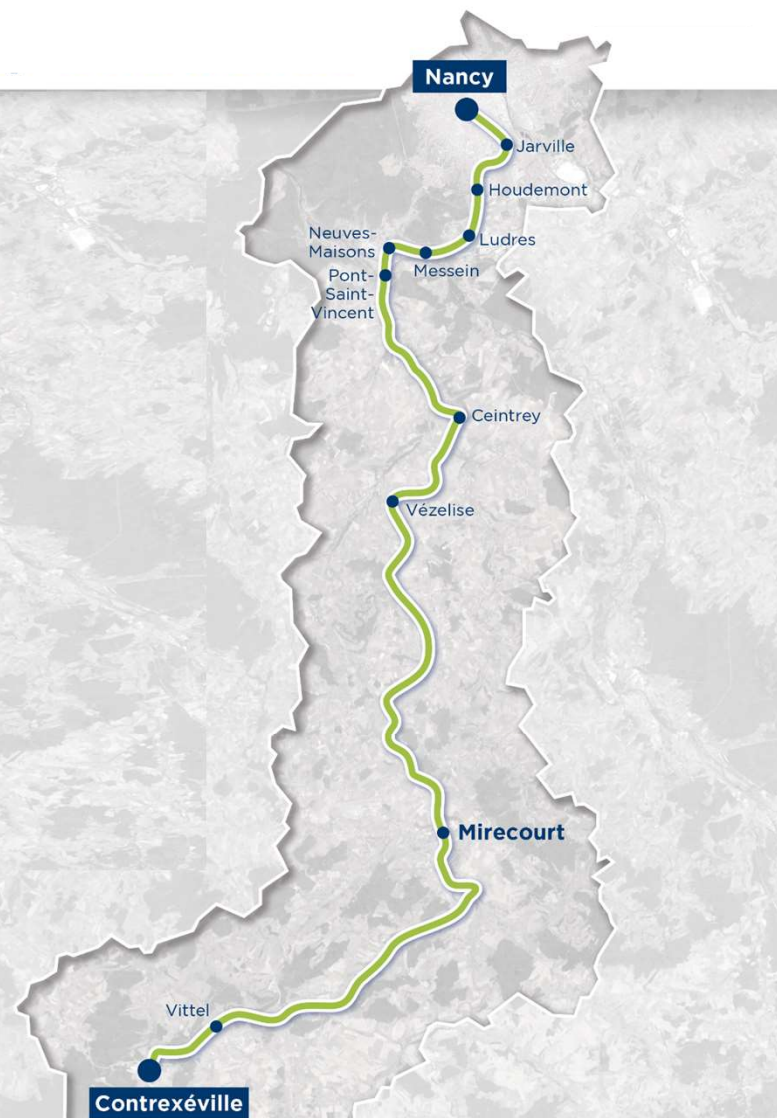 Nancy
Jarville
Houdemont
Ludres
Messein
Neuves-
Maisons
Pont-
Saint-
Vincent
Ceintrey
Vézelise
Mirecourt
Vittel
Contrexéville